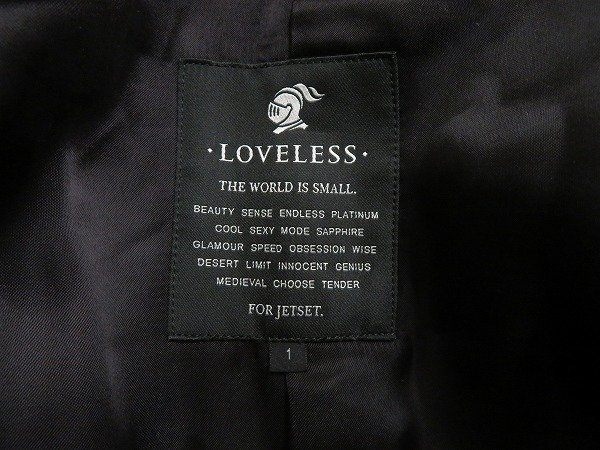 · LOVELESS ·
THE WORLD IS SMALL.
BEAUTY SENSE ENDLESS PLATINUM
COOL SEXY MODE SAPPHIRE
GLAMOUR SPEED OBSESSION WISE
DESERT LIMIT INNOCENT GENIUS
MEDIEVAL CHOOSE TENDER
FOR JETSET.
1